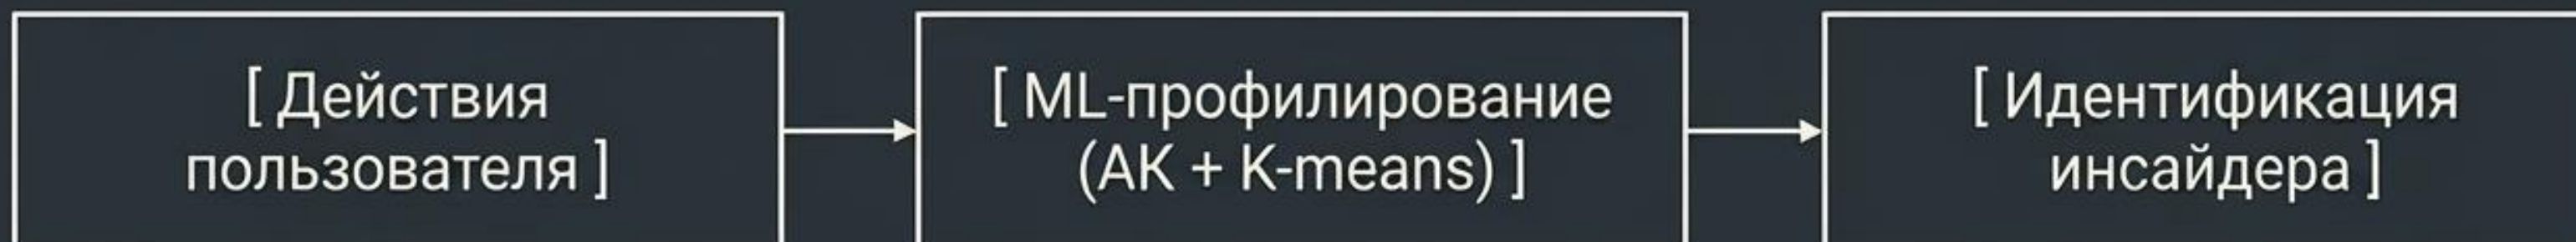 [ Действия
пользователя ]
[ ML-профилирование
(АК + K-means) ]
[ Идентификация
инсайдера ]